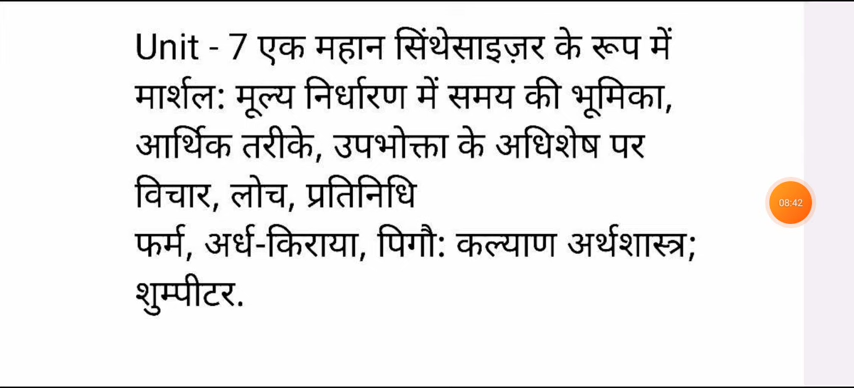 Unit - 7 एक महान सिंथेसाइज़र के रूप में
मार्शल: मूल्य निर्धारण में समय की भूमिका,
आर्थिक तरीके, उपभोक्ता के अधिशेष पर
विचार, लोच, प्रतिनिधि
08:42
फर्म, अर्ध-किराया, पिगौ: कल्याण अर्थशास्त्र;
शुम्पीटर.